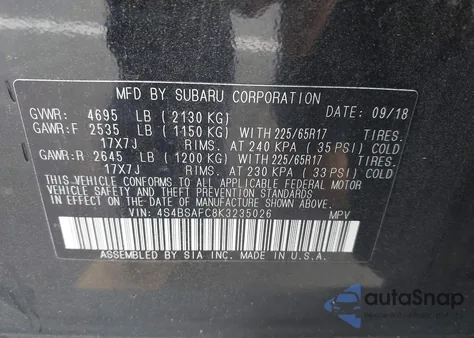 MFD BY SUBARU CORPORATION
GVWR: 4695 LB (2130 KG) DATE: 09/18
GAWR:F 2535 LB (1150 KG) WITH 225/65R17 TIRES.
17X7J RIMS. AT 240 KPA (35 PSI) COLD
GAWR:R 2645 LB (1200 KG) WITH 225/65R17 TIRES.
17X7J RIMS. AT 230 KPA (33 PSI) COLD
THIS VEHICLE CONFORMS TO ALL APPLICABLE FEDERAL MOTOR
VEHICLE SAFETY, BUMPER, AND THEFT PREVENTION STANDARDS
IN EFFECT ON THE DATE OF MANUFACTURE SHOWN ABOVE.
VIN: 4S4BSAFC8K3235026 MPV
ASSEMBLED BY SIA INC. MADE IN U.S.A.
autoSnap